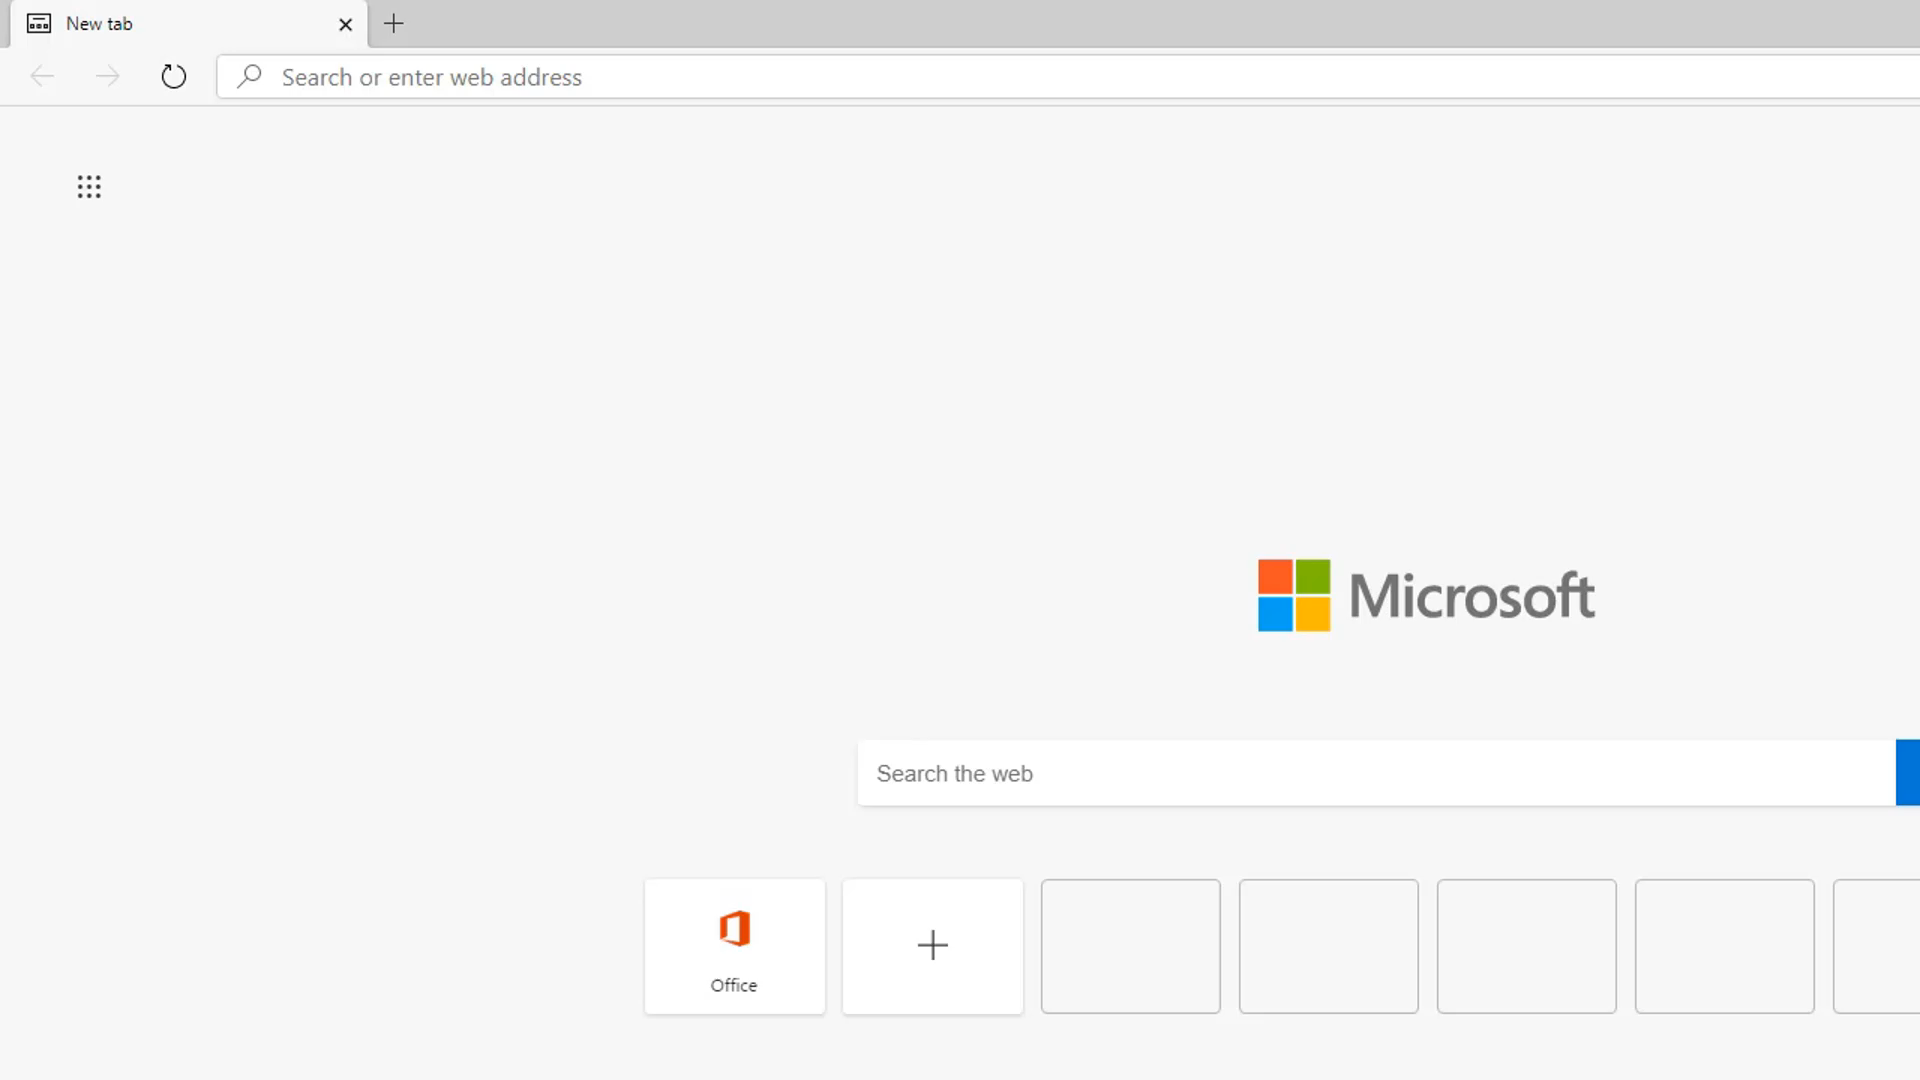 New tab
Search or enter web address
Microsoft
Search the web
Office